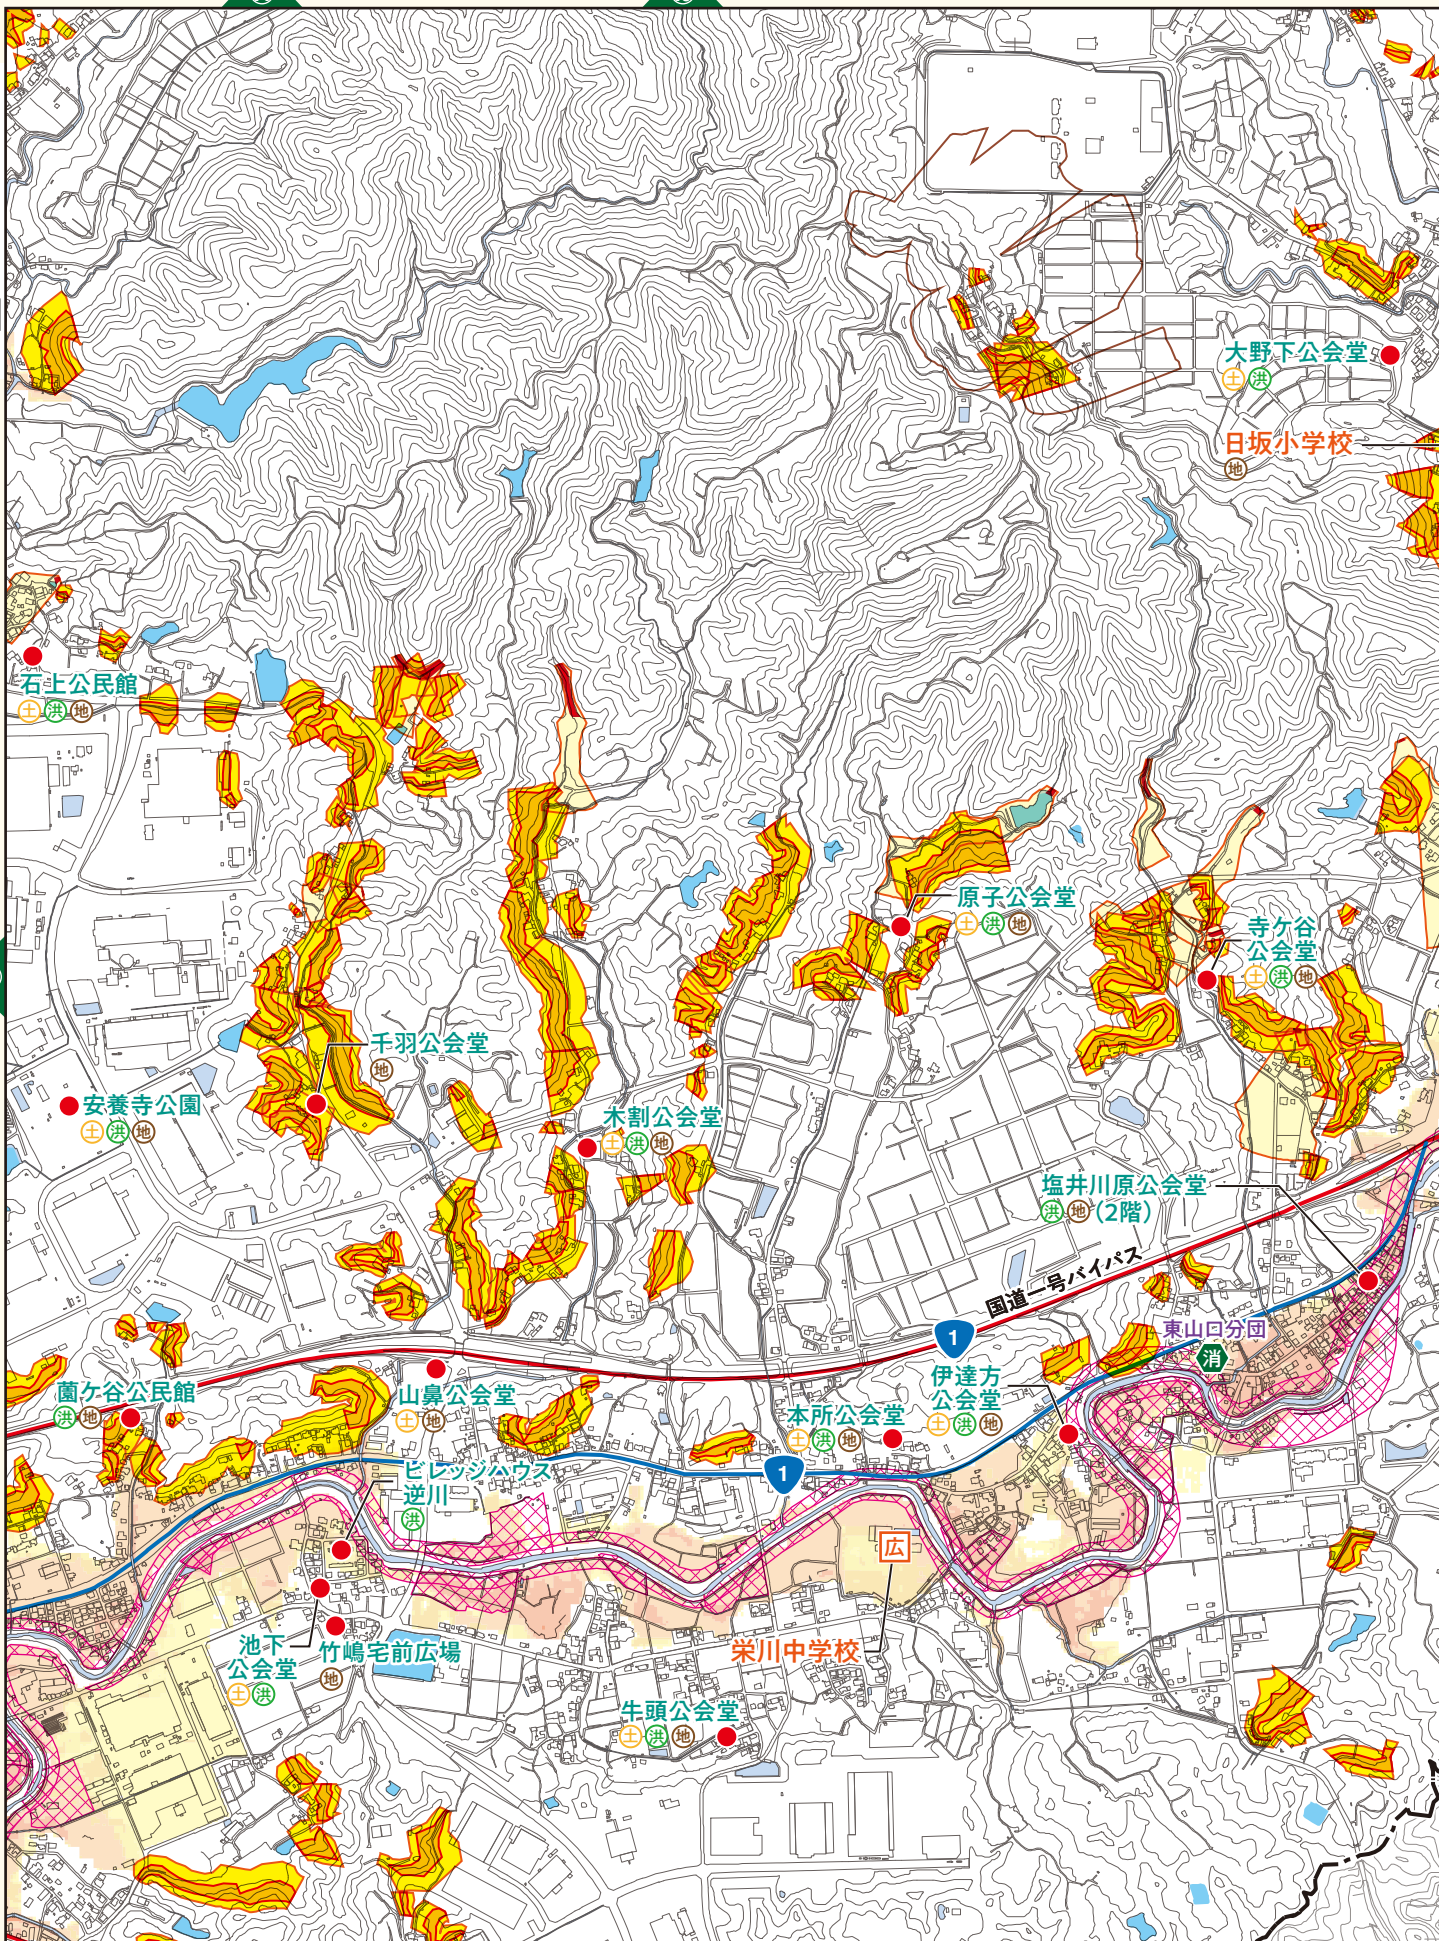 大野下公会堂
土 洪
日坂小学校
地
石上公民館
土 洪 地
原子公会堂
土 洪 地
寺ケ谷
公会堂
土 洪 地
千羽公会堂
地
安養寺公園
土 洪 地
木割公会堂
土 洪 地
塩井川原公会堂
洪 地 (2階)
国道一号バイパス
1
東山口分団
消
伊達方
公会堂
土 洪 地
薗ケ谷公民館
洪 地
山鼻公会堂
土 地
本所公会堂
土 洪 地
1
ビレッジハウス
逆川
洪
広
池下
公会堂
土 洪
竹嶋宅前広場
地
栄川中学校
牛頭公会堂
土 洪 地